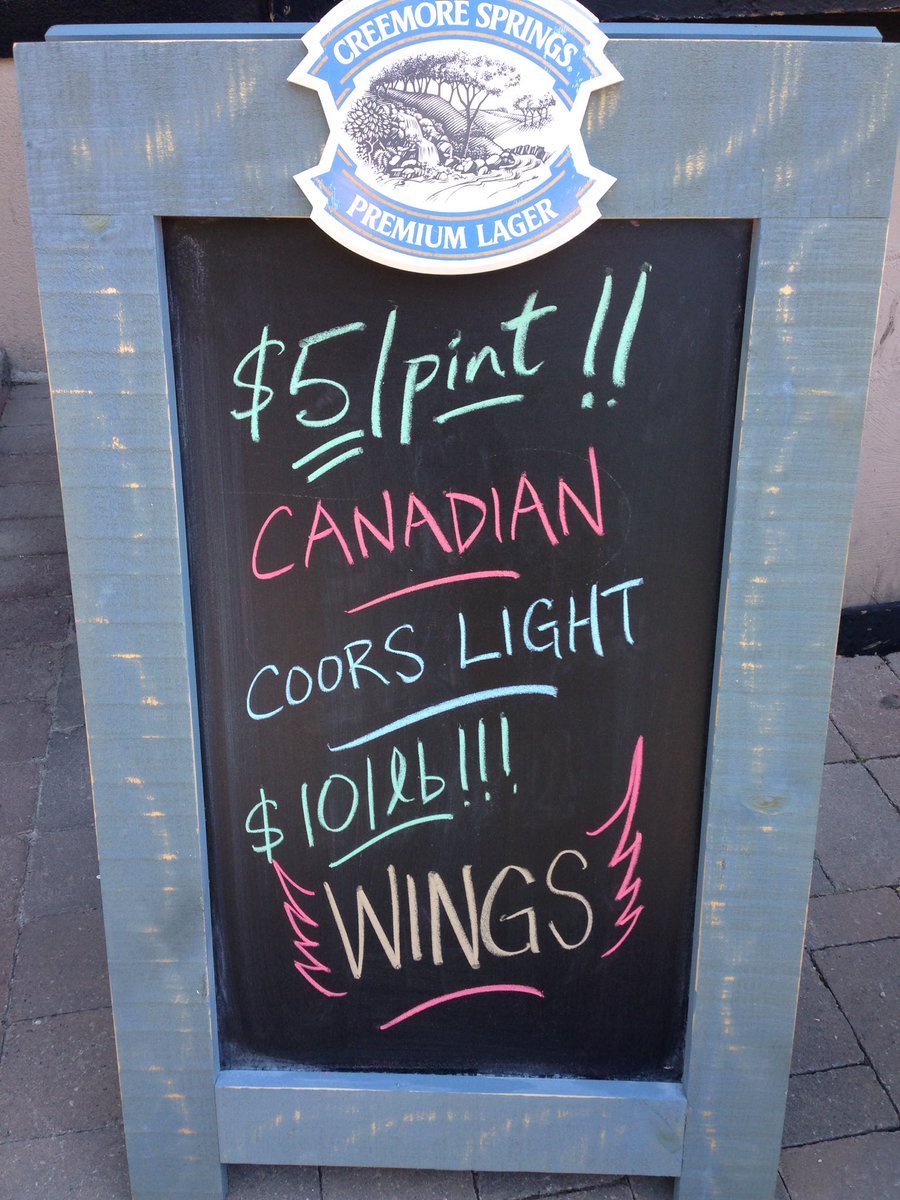 CREEMORE SPRINGS®
PREMIUM LAGER
$5/pint!!
CANADIAN
COORS LIGHT
$10/lb!!!
WINGS